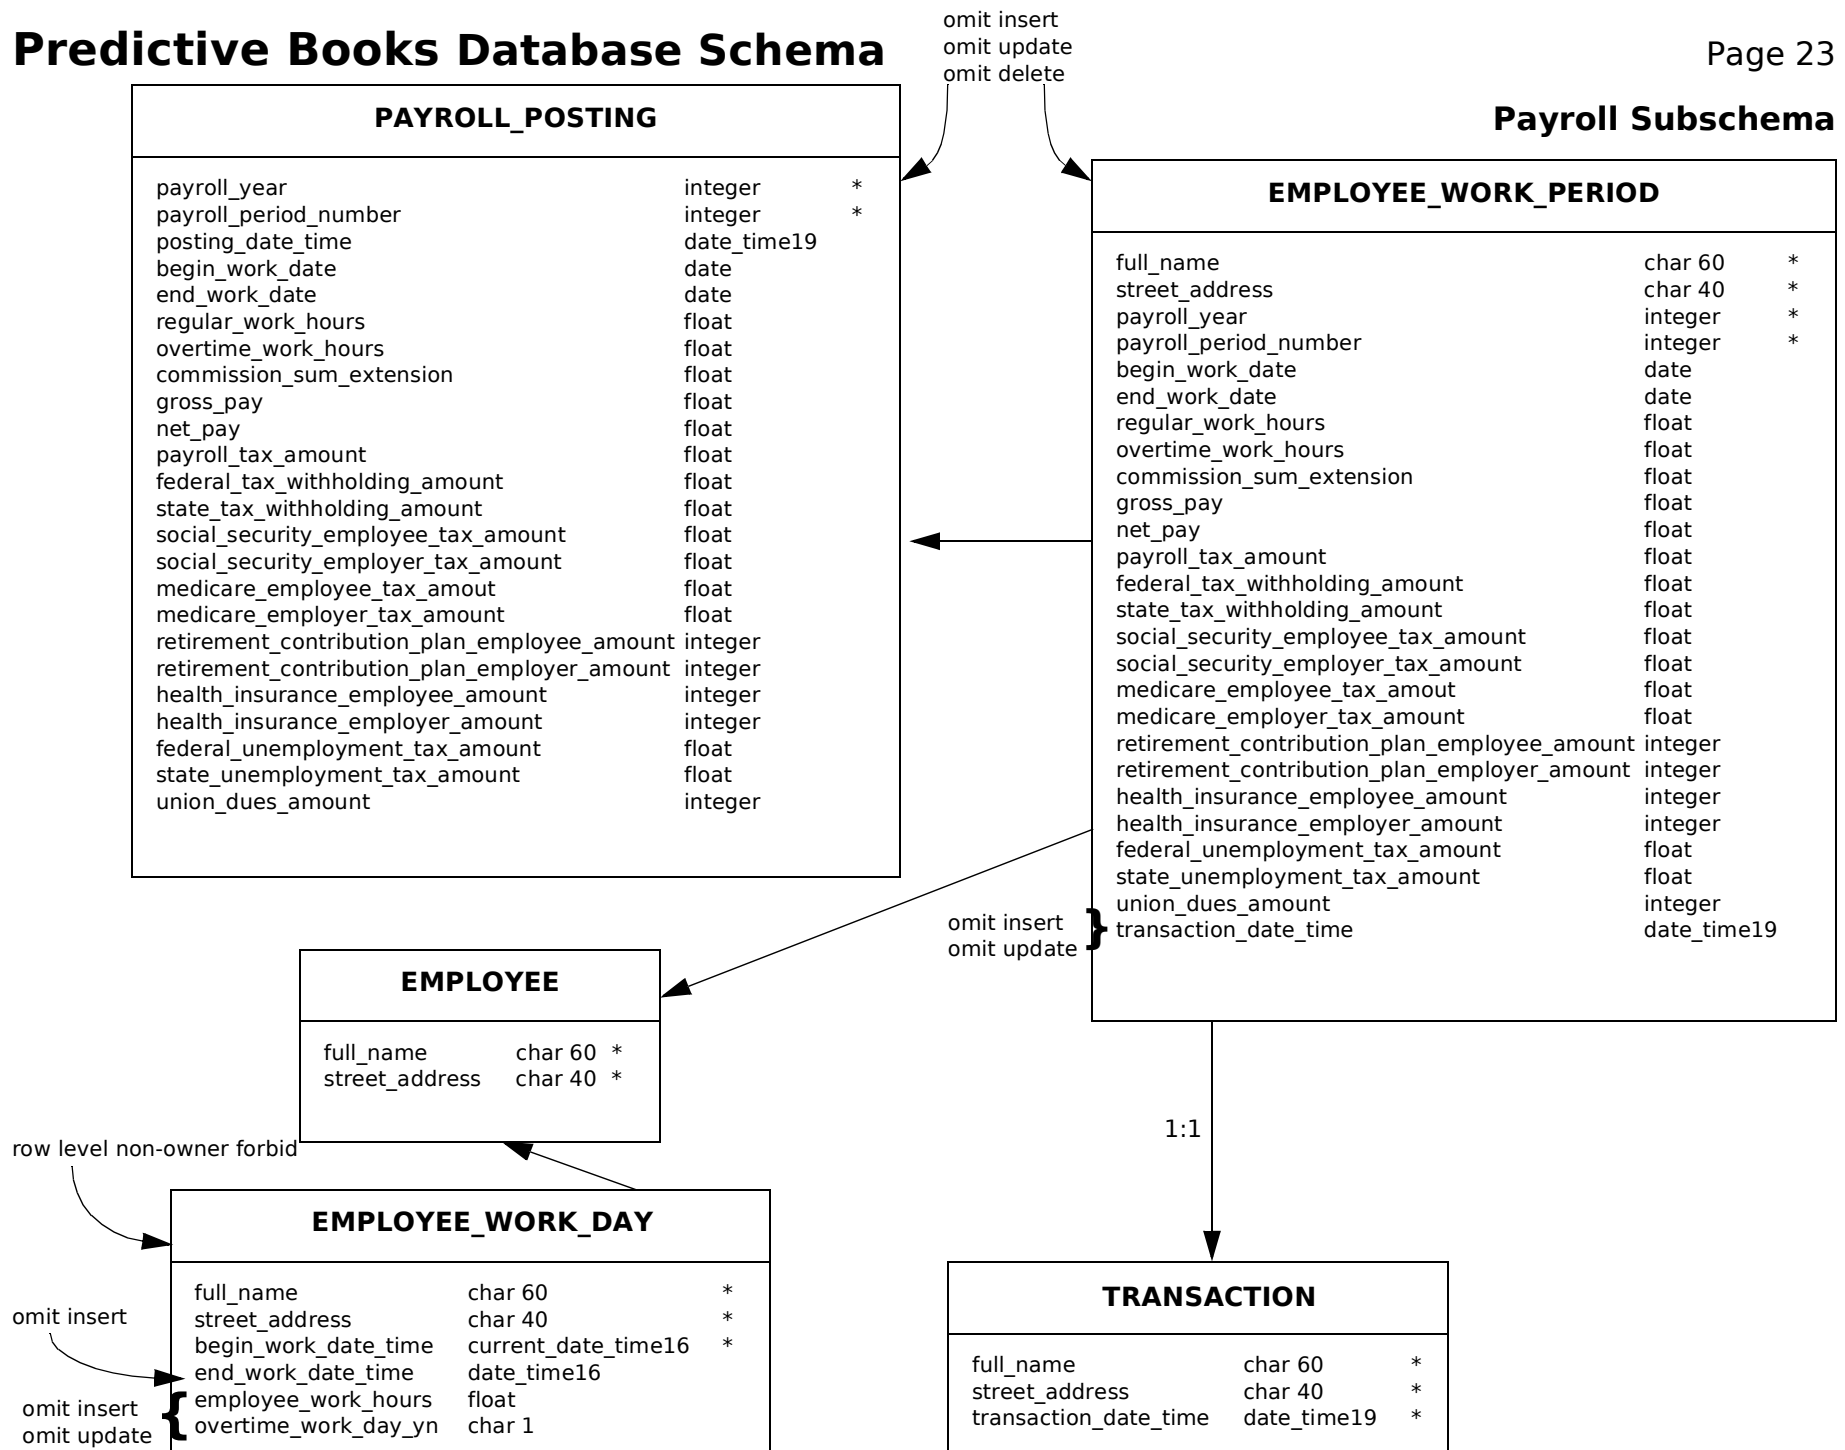 Predictive Books Database Schema
Page 23
Payroll Subschema
omit insert
omit update
omit delete
PAYROLL_POSTING
payroll_year integer *
payroll_period_number integer *
posting_date_time date_time19
begin_work_date date
end_work_date date
regular_work_hours float
overtime_work_hours float
commission_sum_extension float
gross_pay float
net_pay float
payroll_tax_amount float
federal_tax_withholding_amount float
state_tax_withholding_amount float
social_security_employee_tax_amount float
social_security_employer_tax_amount float
medicare_employee_tax_amout float
medicare_employer_tax_amount float
retirement_contribution_plan_employee_amount integer
retirement_contribution_plan_employer_amount integer
health_insurance_employee_amount integer
health_insurance_employer_amount integer
federal_unemployment_tax_amount float
state_unemployment_tax_amount float
union_dues_amount integer
EMPLOYEE_WORK_PERIOD
full_name char 60 *
street_address char 40 *
payroll_year integer *
payroll_period_number integer *
begin_work_date date
end_work_date date
regular_work_hours float
overtime_work_hours float
commission_sum_extension float
gross_pay float
net_pay float
payroll_tax_amount float
federal_tax_withholding_amount float
state_tax_withholding_amount float
social_security_employee_tax_amount float
social_security_employer_tax_amount float
medicare_employee_tax_amout float
medicare_employer_tax_amount float
retirement_contribution_plan_employee_amount integer
retirement_contribution_plan_employer_amount integer
health_insurance_employee_amount integer
health_insurance_employer_amount integer
federal_unemployment_tax_amount float
state_unemployment_tax_amount float
union_dues_amount integer
transaction_date_time date_time19
omit insert
omit update }
EMPLOYEE
full_name char 60 *
street_address char 40 *
1:1
row level non-owner forbid
EMPLOYEE_WORK_DAY
full_name char 60 *
street_address char 40 *
begin_work_date_time current_date_time16 *
end_work_date_time date_time16
employee_work_hours float
overtime_work_day_yn char 1
omit insert
omit insert
omit update {
TRANSACTION
full_name char 60 *
street_address char 40 *
transaction_date_time date_time19 *